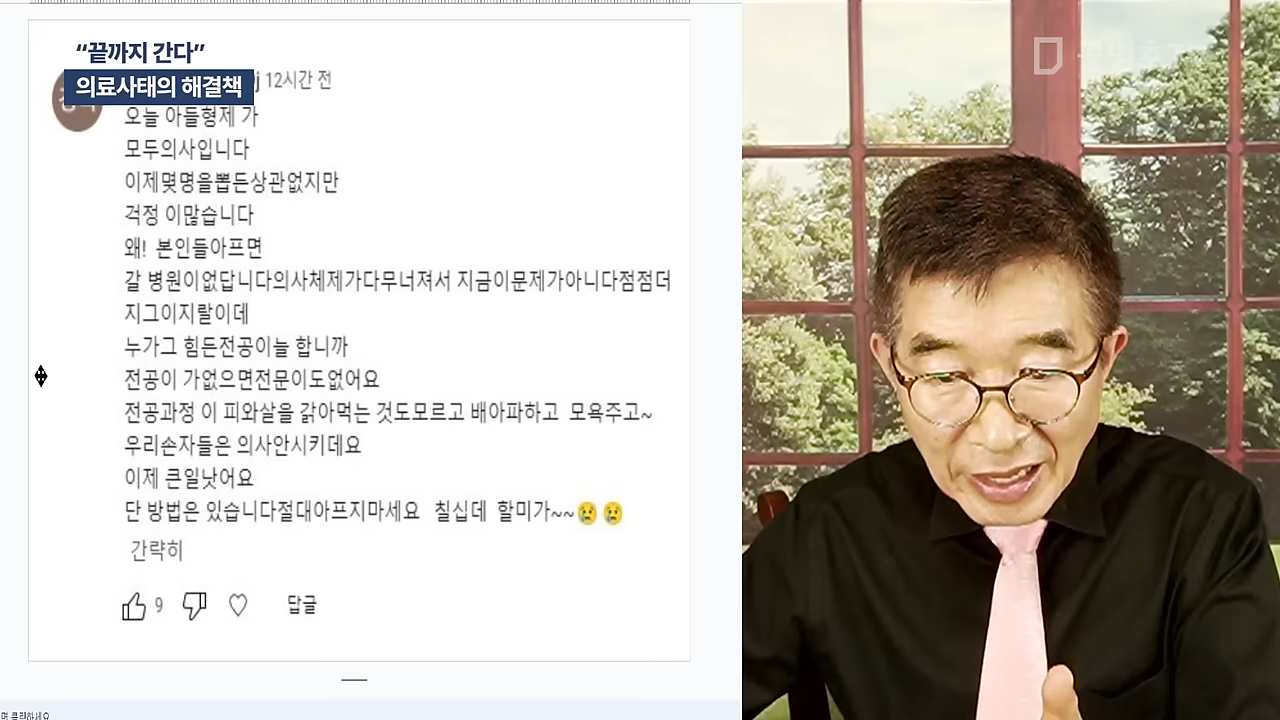 “끝까지 간다”
의료사태의 해결책
12시간 전
오늘 아들형제 가
모두의사입니다
이제몇명을뽑든상관없지만
걱정 이많습니다
왜! 본인들아프면
갈 병원이없답니다의사체제가다무너져서 지금이문제가아니다점점더
지그이지랄이데
누가그 힘든전공이늘 합니까
전공이 가없으면전문이도없어요
전공과정 이 피와살을 갉아먹는 것도모르고 배아파하고 모욕주고~
우리손자들은 의사안시키데요
이제 큰일낫어요
단 방법은 있습니다절대아프지마세요 칠십데 할미가~~😢😢
간략히
9
답글